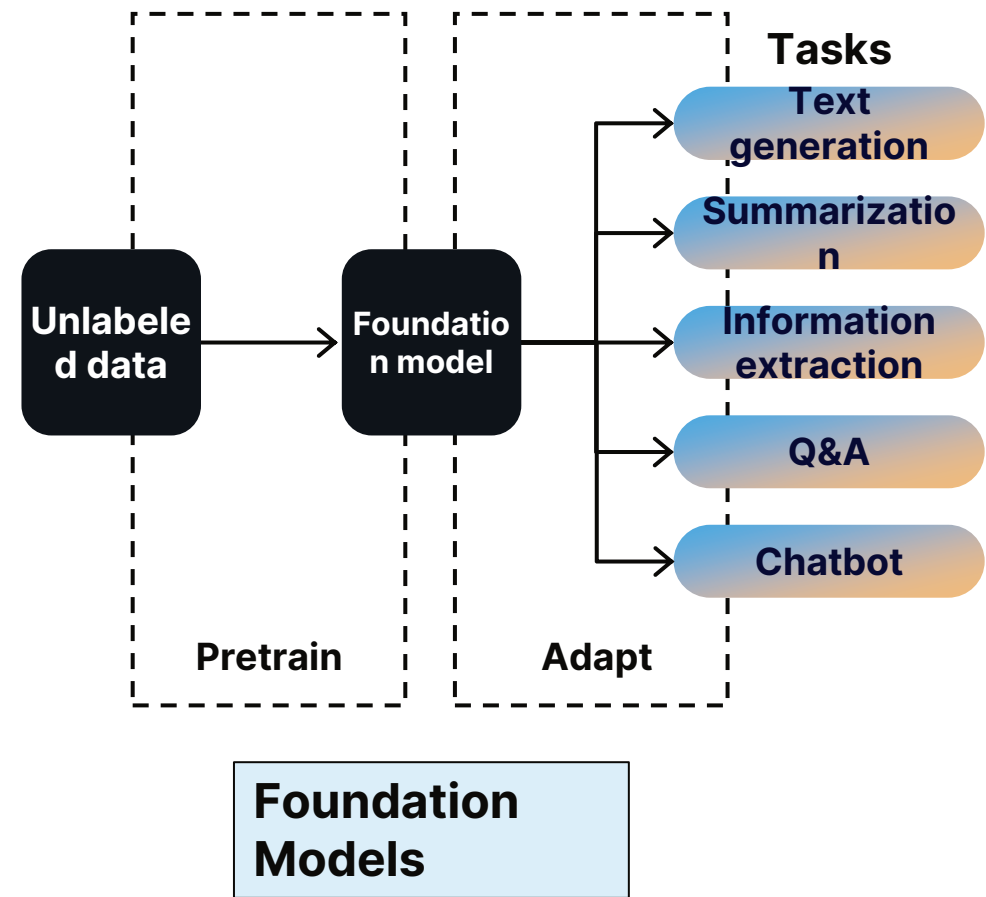 Tasks
Text
generation
Summarizatio
n
Information
extraction
Q&A
Chatbot
Unlabele
d data
Foundatio
n model
Pretrain
Adapt
Foundation
Models